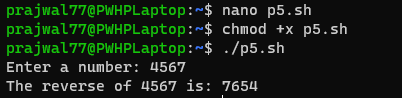 prajwal77@PWHPLaptop:~$ nano p5.sh
prajwal77@PWHPLaptop:~$ chmod +x p5.sh
prajwal77@PWHPLaptop:~$ ./p5.sh
Enter a number: 4567
The reverse of 4567 is: 7654